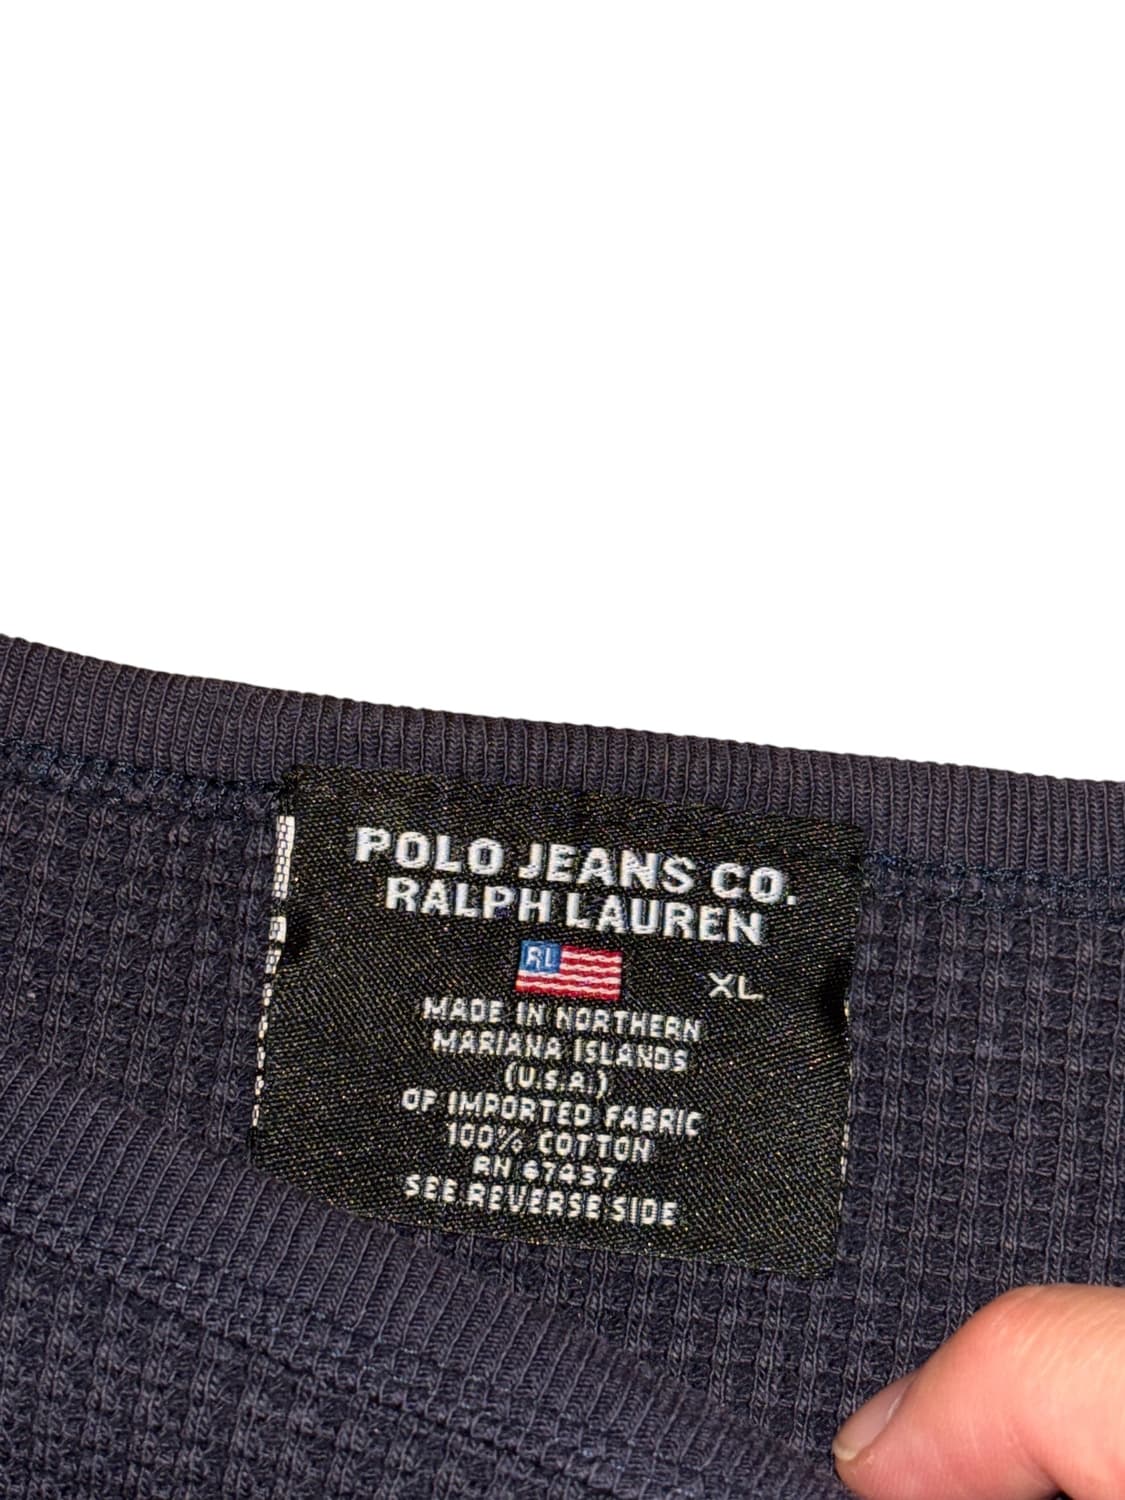 POLO JEANS CO.
RALPH LAUREN
RL
XL
MADE IN NORTHERN
MARIANA ISLANDS
(U.S.A.)
OF IMPORTED FABRIC
100% COTTON
RN 67437
SEE REVERSE SIDE